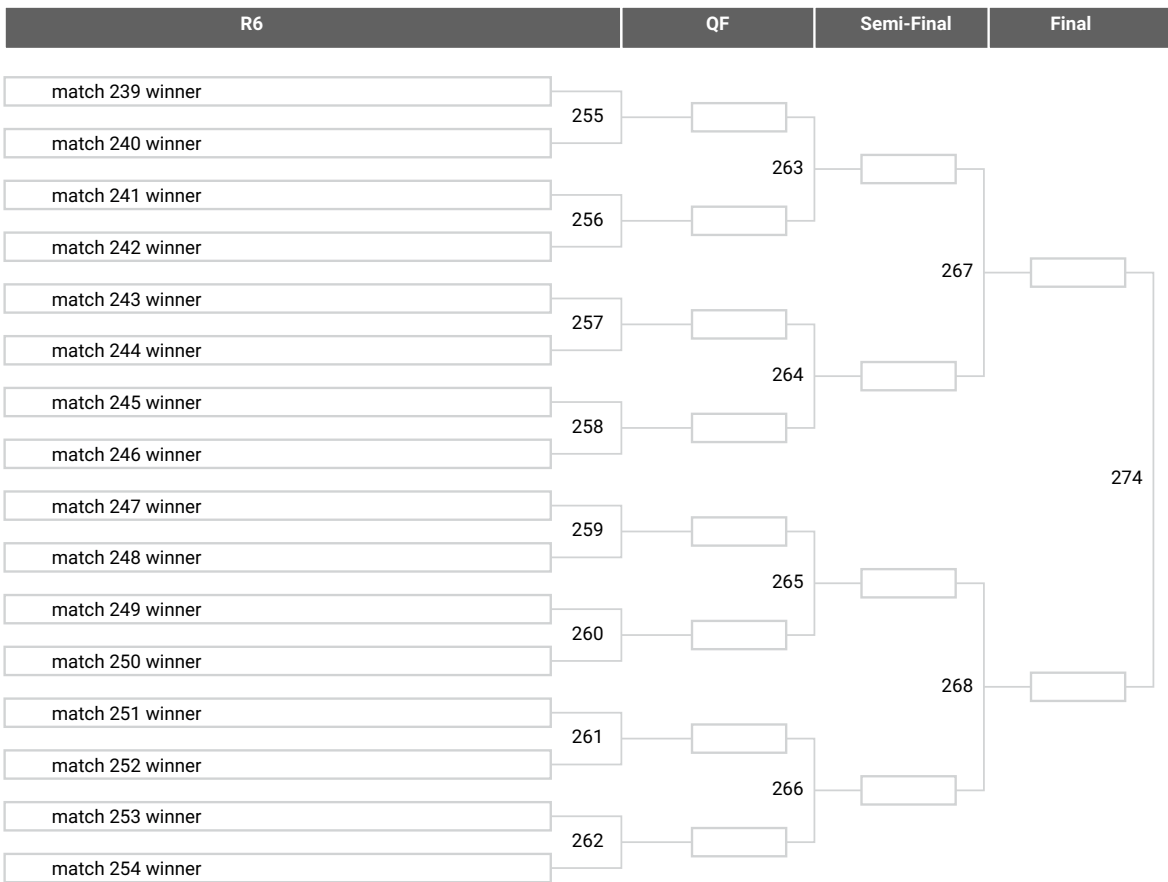 R6 QF Semi-Final Final
match 239 winner
255
match 240 winner
263
match 241 winner
256
match 242 winner
267
match 243 winner
257
match 244 winner
264
match 245 winner
258
match 246 winner
274
match 247 winner
259
match 248 winner
265
match 249 winner
260
match 250 winner
268
match 251 winner
261
match 252 winner
266
match 253 winner
262
match 254 winner